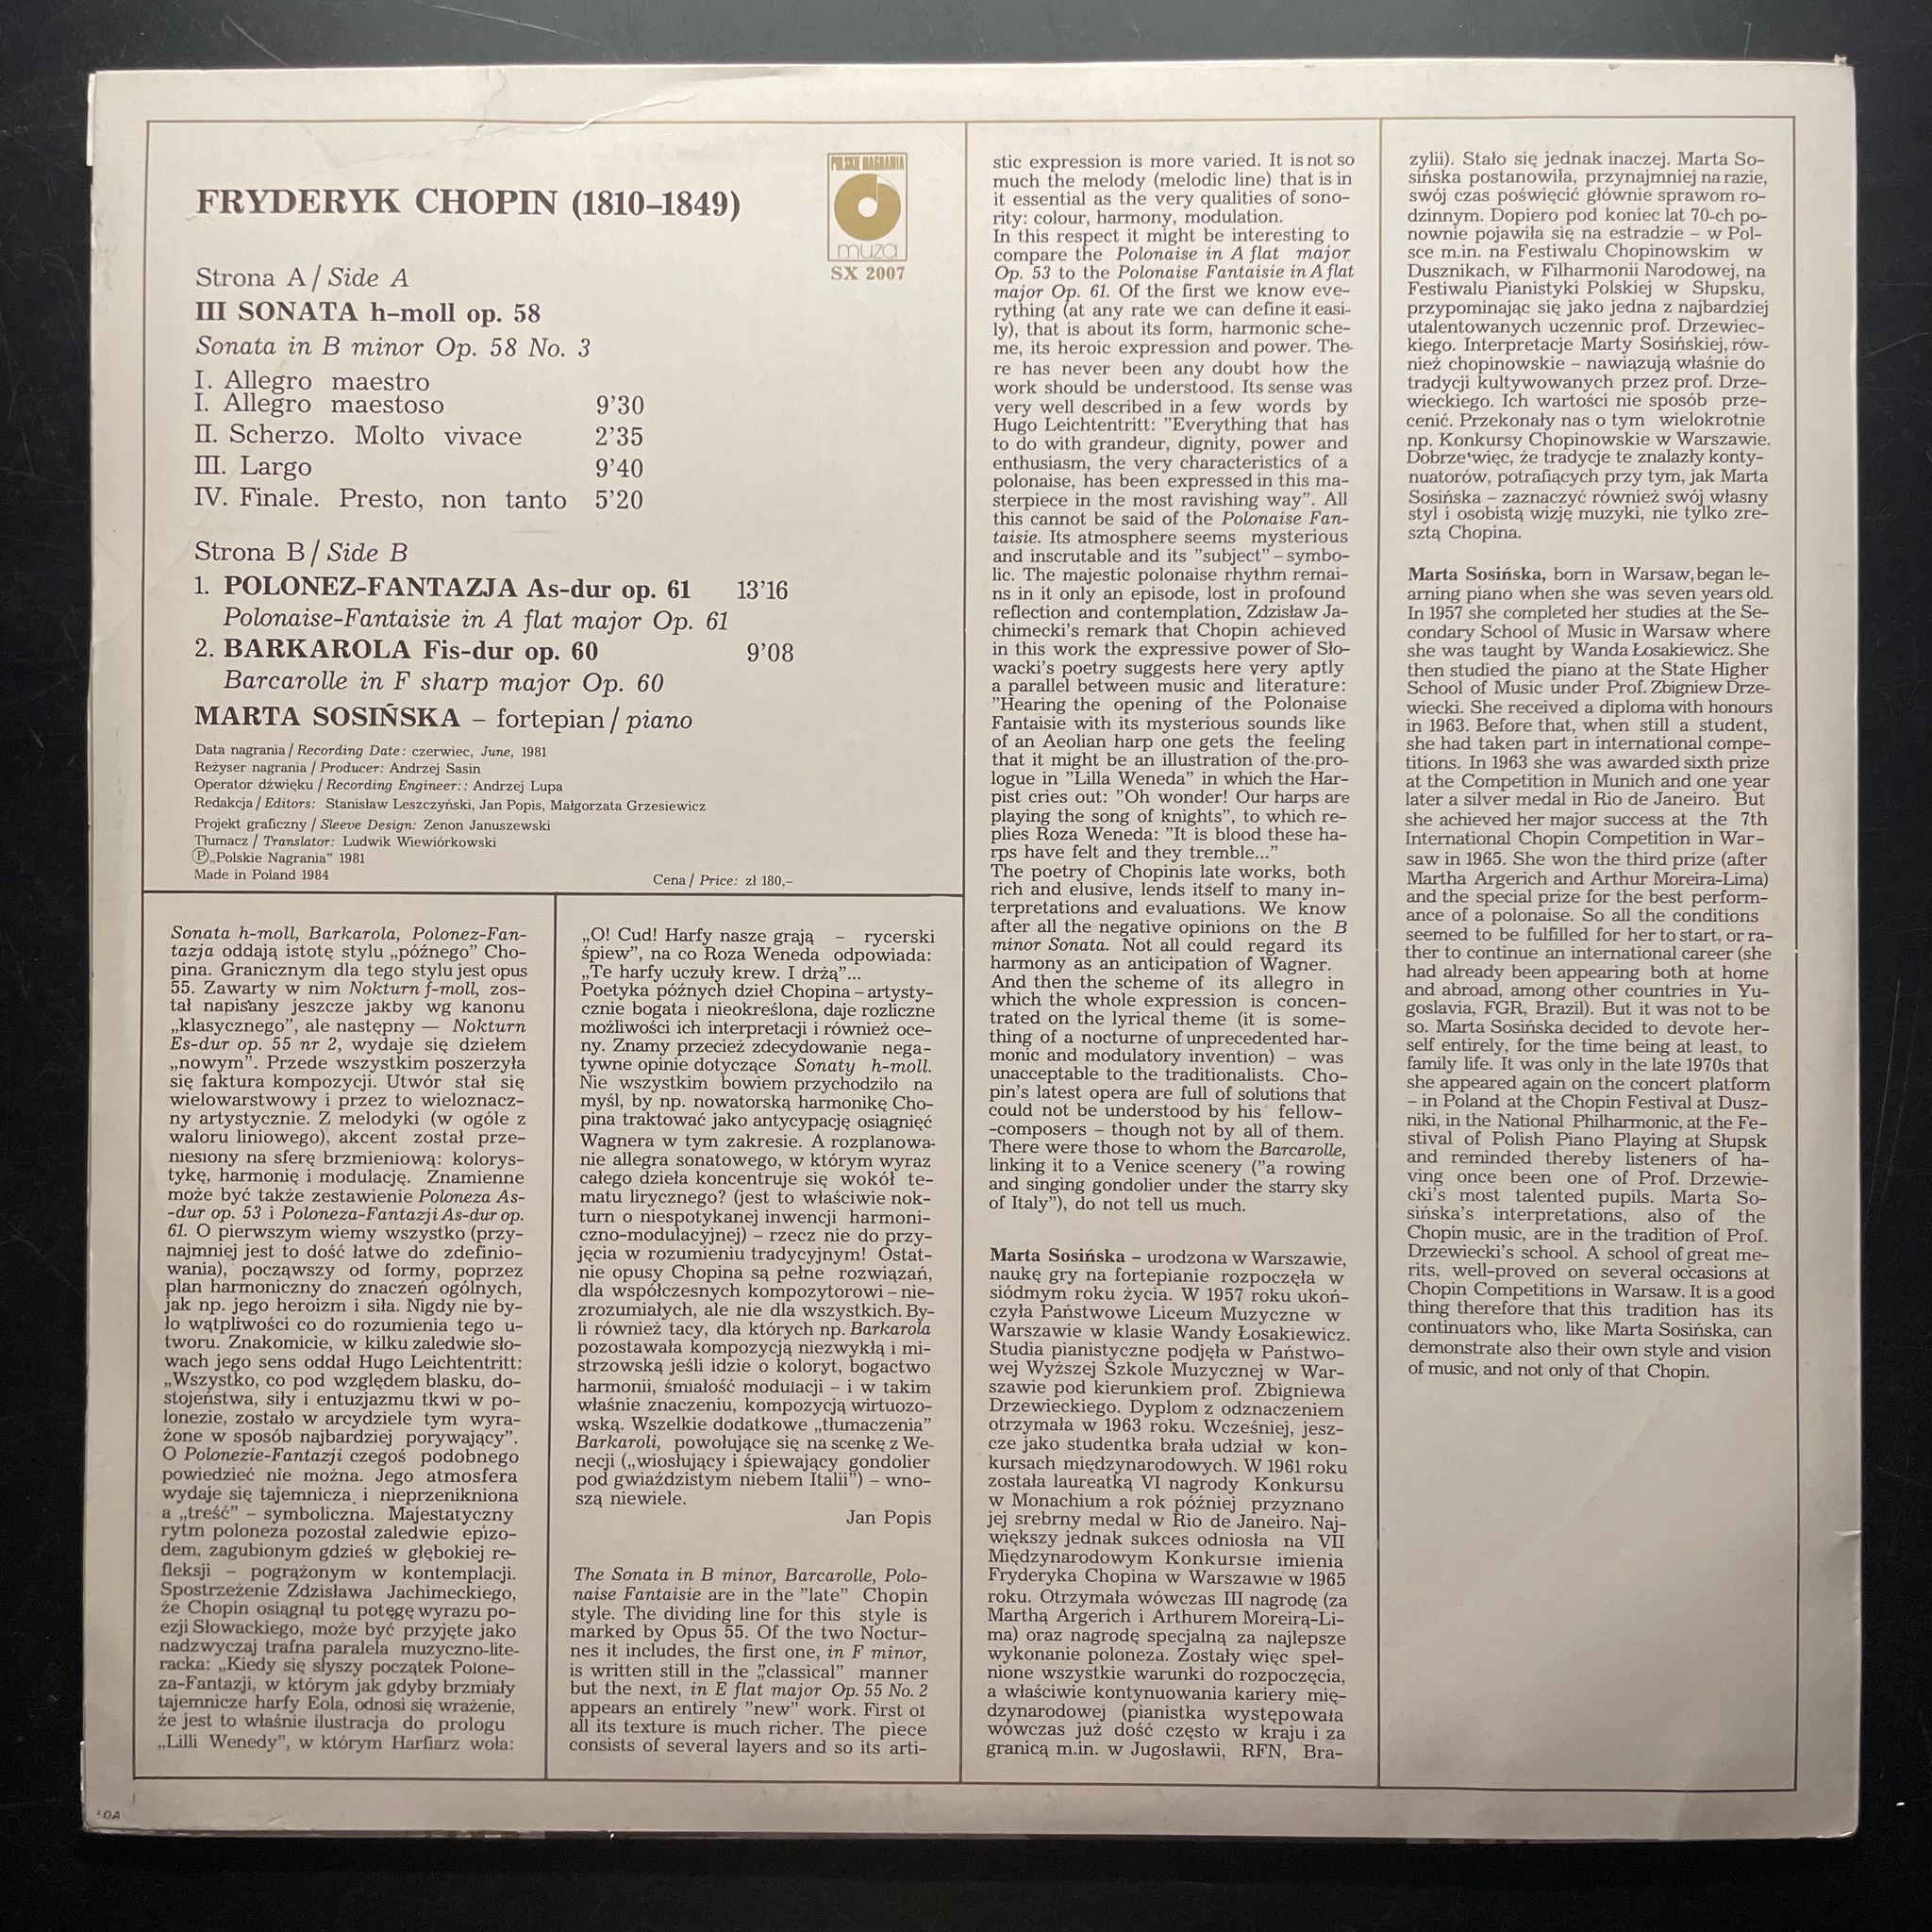 FRYDERYK CHOPIN (1810–1849)
POLSKIE NAGRANIA
muza
SX 2007
Strona A / Side A
III SONATA h–moll op. 58
Sonata in B minor Op. 58 No. 3
I. Allegro maestro
I. Allegro maestoso 9'30
II. Scherzo. Molto vivace 2'35
III. Largo 9'40
IV. Finale. Presto, non tanto 5'20
Strona B / Side B
1. POLONEZ-FANTAZJA As-dur op. 61 13'16
Polonaise-Fantaisie in A flat major Op. 61
2. BARKAROLA Fis-dur op. 60 9'08
Barcarolle in F sharp major Op. 60
MARTA SOSIŃSKA – fortepian / piano
Data nagrania / Recording Date: czerwiec, June, 1981
Reżyser nagrania / Producer: Andrzej Sasin
Operator dźwięku / Recording Engineer:: Andrzej Lupa
Redakcja / Editors: Stanisław Leszczyński, Jan Popis, Małgorzata Grzesiewicz
Projekt graficzny / Sleeve Design: Zenon Januszewski
Tłumacz / Translator: Ludwik Wiewiórkowski
Ⓟ„Polskie Nagrania” 1981
Made in Poland 1984
Cena / Price: zł 180,–
Sonata h-moll, Barkarola, Polonez-Fan-
tazja oddają istotę stylu „późnego” Cho-
pina. Granicznym dla tego stylu jest opus
55. Zawarty w nim Nokturn f-moll, zos-
tał napisany jeszcze jakby wg kanonu
„klasycznego”, ale następny — Nokturn
Es-dur op. 55 nr 2, wydaje się dziełem
„nowym”. Przede wszystkim poszerzyła
się faktura kompozycji. Utwór stał się
wielowarstwowy i przez to wieloznacz-
ny artystycznie. Z melodyki (w ogóle z
waloru liniowego), akcent został prze-
niesiony na sferę brzmieniową: kolorys-
tykę, harmonię i modulację. Znamienne
może być także zestawienie Poloneza As-
-dur op. 53 i Poloneza-Fantazji As-dur op.
61. O pierwszym wiemy wszystko (przy-
najmniej jest to dość łatwe do zdefinio-
wania), począwszy od formy, poprzez
plan harmoniczny do znaczeń ogólnych,
jak np. jego heroizm i siła. Nigdy nie by-
ło wątpliwości co do rozumienia tego u-
tworu. Znakomicie, w kilku zaledwie sło-
wach jego sens oddał Hugo Leichtentritt:
„Wszystko, co pod względem blasku, do-
stojeństwa, siły i entuzjazmu tkwi w po-
lonezie, zostało w arcydziele tym wyra-
żone w sposób najbardziej porywający”.
O Polonezie-Fantazji czegoś podobnego
powiedzieć nie można. Jego atmosfera
wydaje się tajemnicza i nieprzenikniona
a „treść” – symboliczna. Majestatyczny
rytm poloneza pozostał zaledwie epizo-
dem, zagubionym gdzieś w głębokiej re-
fleksji – pogrążonym w kontemplacji.
Spostrzeżenie Zdzisława Jachimeckiego,
że Chopin osiągnął tu potęgę wyrazu po-
ezji Słowackiego, może być przyjęte jako
nadzwyczaj trafna paralela muzyczno-lite-
racka: „Kiedy się słyszy początek Polone-
za-Fantazji, w którym jak gdyby brzmiały
tajemnicze harfy Eola, odnosi się wrażenie,
że jest to właśnie ilustracja do prologu
„Lilli Wenedy”, w którym Harfiarz woła:
„O! Cud! Harfy nasze grają – rycerski
śpiew”, na co Roza Weneda odpowiada:
„Te harfy uczuły krew. I drżą”...
Poetyka późnych dzieł Chopina – artysty-
cznie bogata i nieokreślona, daje rozliczne
możliwości ich interpretacji i również oce-
ny. Znamy przecież zdecydowanie nega-
tywne opinie dotyczące Sonaty h-moll.
Nie wszystkim bowiem przychodziło na
myśl, by np. nowatorską harmonikę Cho-
pina traktować jako antycypację osiągnięć
Wagnera w tym zakresie. A rozplanowa-
nie allegra sonatowego, w którym wyraz
całego dzieła koncentruje się wokół te-
matu lirycznego? (jest to właściwie nok-
turn o niespotykanej inwencji harmoni-
czno-modulacyjnej) – rzecz nie do przy-
jęcia w rozumieniu tradycyjnym! Ostat-
nie opusy Chopina są pełne rozwiązań,
dla współczesnych kompozytorowi – nie-
zrozumiałych, ale nie dla wszystkich. By-
li również tacy, dla których np. Barkarola
pozostawała kompozycją niezwykłą i mi-
strzowską jeśli idzie o koloryt, bogactwo
harmonii, śmiałość modulacji – i w takim
właśnie znaczeniu, kompozycją wirtuozo-
wską. Wszelkie dodatkowe „tłumaczenia”
Barkaroli, powołujące się na scenkę z We-
necji („wiosłujący i śpiewający gondolier
pod gwiaździstym niebem Italii”) – wno-
szą niewiele.
Jan Popis
The Sonata in B minor, Barcarolle, Polo-
naise Fantaisie are in the ”late” Chopin
style. The dividing line for this style is
marked by Opus 55. Of the two Noctur-
nes it includes, the first one, in F minor,
is written still in the ”classical” manner
but the next, in E flat major Op. 55 No. 2
appears an entirely ”new” work. First of
all its texture is much richer. The piece
consists of several layers and so its arti-
stic expression is more varied. It is not so
much the melody (melodic line) that is in
it essential as the very qualities of sono-
rity: colour, harmony, modulation.
In this respect it might be interesting to
compare the Polonaise in A flat major
Op. 53 to the Polonaise Fantaisie in A flat
major Op. 61. Of the first we know eve-
rything (at any rate we can define it easi-
ly), that is about its form, harmonic sche-
me, its heroic expression and power. The-
re has never been any doubt how the
work should be understood. Its sense was
very well described in a few words by
Hugo Leichtentritt: ”Everything that has
to do with grandeur, dignity, power and
enthusiasm, the very characteristics of a
polonaise, has been expressed in this ma-
sterpiece in the most ravishing way”. All
this cannot be said of the Polonaise Fan-
taisie. Its atmosphere seems mysterious
and inscrutable and its ”subject” – symbo-
lic. The majestic polonaise rhythm remai-
ns in it only an episode, lost in profound
reflection and contemplation. Zdzisław Ja-
chimecki's remark that Chopin achieved
in this work the expressive power of Sło-
wacki's poetry suggests here very aptly
a parallel between music and literature:
”Hearing the opening of the Polonaise
Fantaisie with its mysterious sounds like
of an Aeolian harp one gets the feeling
that it might be an illustration of the pro-
logue in ”Lilla Weneda” in which the Har-
pist cries out: ”Oh wonder! Our harps are
playing the song of knights”, to which re-
plies Roza Weneda: ”It is blood these ha-
rps have felt and they tremble...”
The poetry of Chopinis late works, both
rich and elusive, lends itself to many in-
terpretations and evaluations. We know
after all the negative opinions on the B
minor Sonata. Not all could regard its
harmony as an anticipation of Wagner.
And then the scheme of its allegro in
which the whole expression is concen-
trated on the lyrical theme (it is some-
thing of a nocturne of unprecedented har-
monic and modulatory invention) – was
unacceptable to the traditionalists. Cho-
pin's latest opera are full of solutions that
could not be understood by his fellow-
-composers – though not by all of them.
There were those to whom the Barcarolle,
linking it to a Venice scenery (”a rowing
and singing gondolier under the starry sky
of Italy”), do not tell us much.
Marta Sosińska – urodzona w Warszawie,
naukę gry na fortepianie rozpoczęła w
siódmym roku życia. W 1957 roku ukoń-
czyła Państwowe Liceum Muzyczne w
Warszawie w klasie Wandy Łosakiewicz.
Studia pianistyczne podjęła w Państwo-
wej Wyższej Szkole Muzycznej w War-
szawie pod kierunkiem prof. Zbigniewa
Drzewieckiego. Dyplom z odznaczeniem
otrzymała w 1963 roku. Wcześniej, jesz-
cze jako studentka brała udział w kon-
kursach międzynarodowych. W 1961 roku
została laureatką VI nagrody Konkursu
w Monachium a rok później przyznano
jej srebrny medal w Rio de Janeiro. Naj-
większy jednak sukces odniosła na VII
Międzynarodowym Konkursie imienia
Fryderyka Chopina w Warszawie w 1965
roku. Otrzymała wówczas III nagrodę (za
Marthą Argerich i Arthurem Moreirą-Li-
ma) oraz nagrodę specjalną za najlepsze
wykonanie poloneza. Zostały więc speł-
nione wszystkie warunki do rozpoczęcia,
a właściwie kontynuowania kariery mię-
dzynarodowej (pianistka występowała
wówczas już dość często w kraju i za
granicą m.in. w Jugosławii, RFN, Bra-
zylii). Stało się jednak inaczej. Marta So-
sińska postanowiła, przynajmniej na razie,
swój czas poświęcić głównie sprawom ro-
dzinnym. Dopiero pod koniec lat 70-ch po-
nownie pojawiła się na estradzie – w Pol-
sce m.in. na Festiwalu Chopinowskim w
Dusznikach, w Filharmonii Narodowej, na
Festiwalu Pianistyki Polskiej w Słupsku,
przypominając się jako jedna z najbardziej
utalentowanych uczennic prof. Drzewiec-
kiego. Interpretacje Marty Sosińskiej, rów-
nież chopinowskie – nawiązują właśnie do
tradycji kultywowanych przez prof. Drze-
wieckiego. Ich wartości nie sposób prze-
cenić. Przekonały nas o tym wielokrotnie
np. Konkursy Chopinowskie w Warszawie.
Dobrze więc, że tradycje te znalazły konty-
nuatorów, potrafiących przy tym, jak Marta
Sosińska – zaznaczyć również swój własny
styl i osobistą wizję muzyki, nie tylko zre-
sztą Chopina.
Marta Sosińska, born in Warsaw, began le-
arning piano when she was seven years old.
In 1957 she completed her studies at the Se-
condary School of Music in Warsaw where
she was taught by Wanda Łosakiewicz. She
then studied the piano at the State Higher
School of Music under Prof. Zbigniew Drze-
wiecki. She received a diploma with honours
in 1963. Before that, when still a student,
she had taken part in international compe-
titions. In 1963 she was awarded sixth prize
at the Competition in Munich and one year
later a silver medal in Rio de Janeiro. But
she achieved her major success at the 7th
International Chopin Competition in War-
saw in 1965. She won the third prize (after
Martha Argerich and Arthur Moreira-Lima)
and the special prize for the best perform-
ance of a polonaise. So all the conditions
seemed to be fulfilled for her to start, or ra-
ther to continue an international career (she
had already been appearing both at home
and abroad, among other countries in Yu-
goslavia, FGR, Brazil). But it was not to be
so. Marta Sosińska decided to devote her-
self entirely, for the time being at least, to
family life. It was only in the late 1970s that
she appeared again on the concert platform
– in Poland at the Chopin Festival at Dusz-
niki, in the National Philharmonic, at the Fe-
stival of Polish Piano Playing at Słupsk
and reminded thereby listeners of ha-
ving once been one of Prof. Drzewie-
cki's most talented pupils. Marta So-
sińska's interpretations, also of the
Chopin music, are in the tradition of Prof.
Drzewiecki's school. A school of great me-
rits, well-proved on several occasions at
Chopin Competitions in Warsaw. It is a good
thing therefore that this tradition has its
continuators who, like Marta Sosińska, can
demonstrate also their own style and vision
of music, and not only of that Chopin.